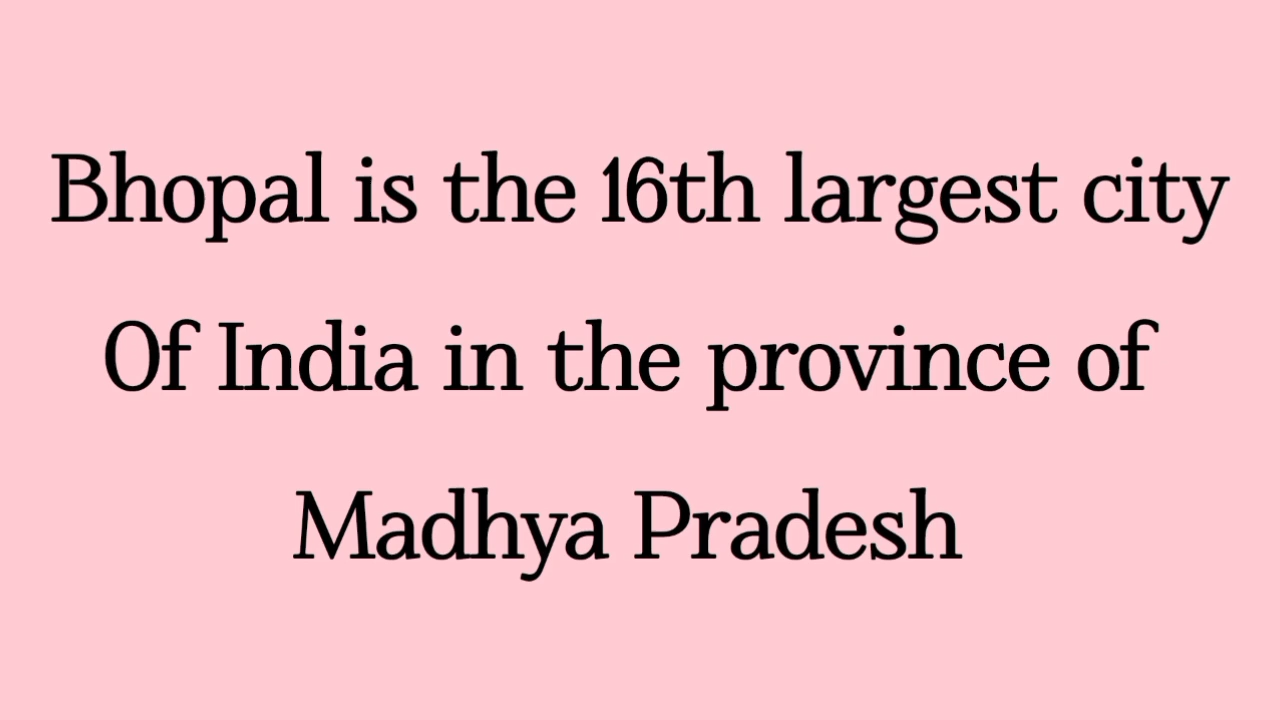 Bhopal is the 16th largest city
Of India in the province of
Madhya Pradesh